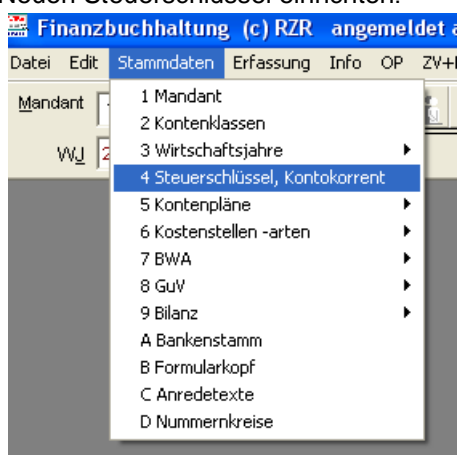 Neuen Steuerschlüssel einrichten:
Finanzbuchhaltung (c) RZR angemeldet
Datei Edit Stammdaten Erfassung Info OP ZV+
Mandant
WJ 2
1 Mandant
2 Kontenklassen
3 Wirtschaftsjahre
4 Steuerschlüssel, Kontokorrent
5 Kontenpläne
6 Kostenstellen -arten
7 BWA
8 GuV
9 Bilanz
A Bankenstamm
B Formularkopf
C Anredetexte
D Nummernkreise